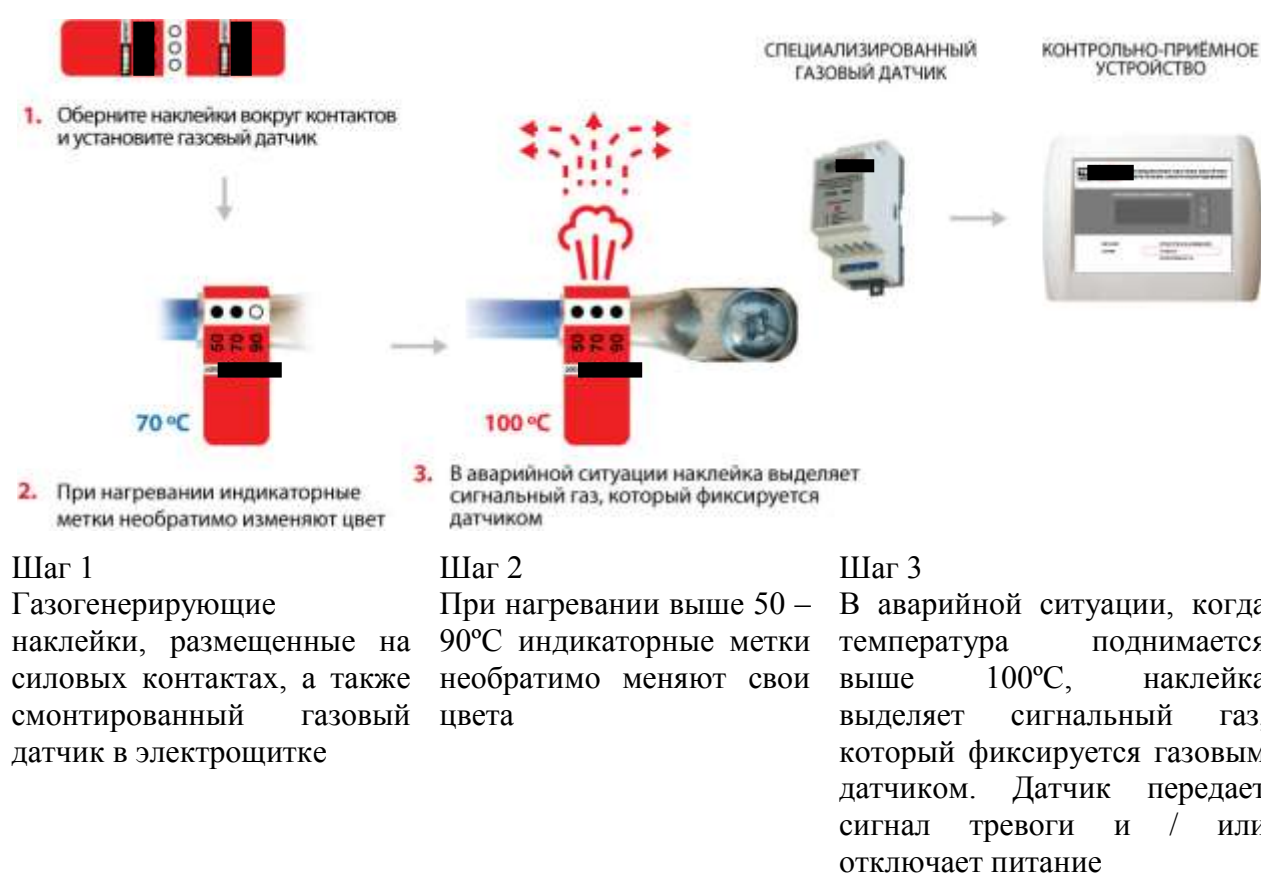 СПЕЦИАЛИЗИРОВАННЫЙ
ГАЗОВЫЙ ДАТЧИК
КОНТРОЛЬНО-ПРИЁМНОЕ
УСТРОЙСТВО
1. Оберните наклейки вокруг контактов
и установите газовый датчик
50 70 90
70 ºC
50 70 90
100 ºC
2. При нагревании индикаторные
метки необратимо изменяют цвет
3. В аварийной ситуации наклейка выделяет
сигнальный газ, который фиксируется
датчиком
Шаг 1
Газогенерирующие
наклейки, размещенные на
силовых контактах, а также
смонтированный газовый
датчик в электрощитке
Шаг 2
При нагревании выше 50 –
90ºС индикаторные метки
необратимо меняют свои
цвета
Шаг 3
В аварийной ситуации, когда
температура поднимается
выше 100ºС, наклейка
выделяет сигнальный газ,
который фиксируется газовым
датчиком. Датчик передает
сигнал тревоги и / или
отключает питание